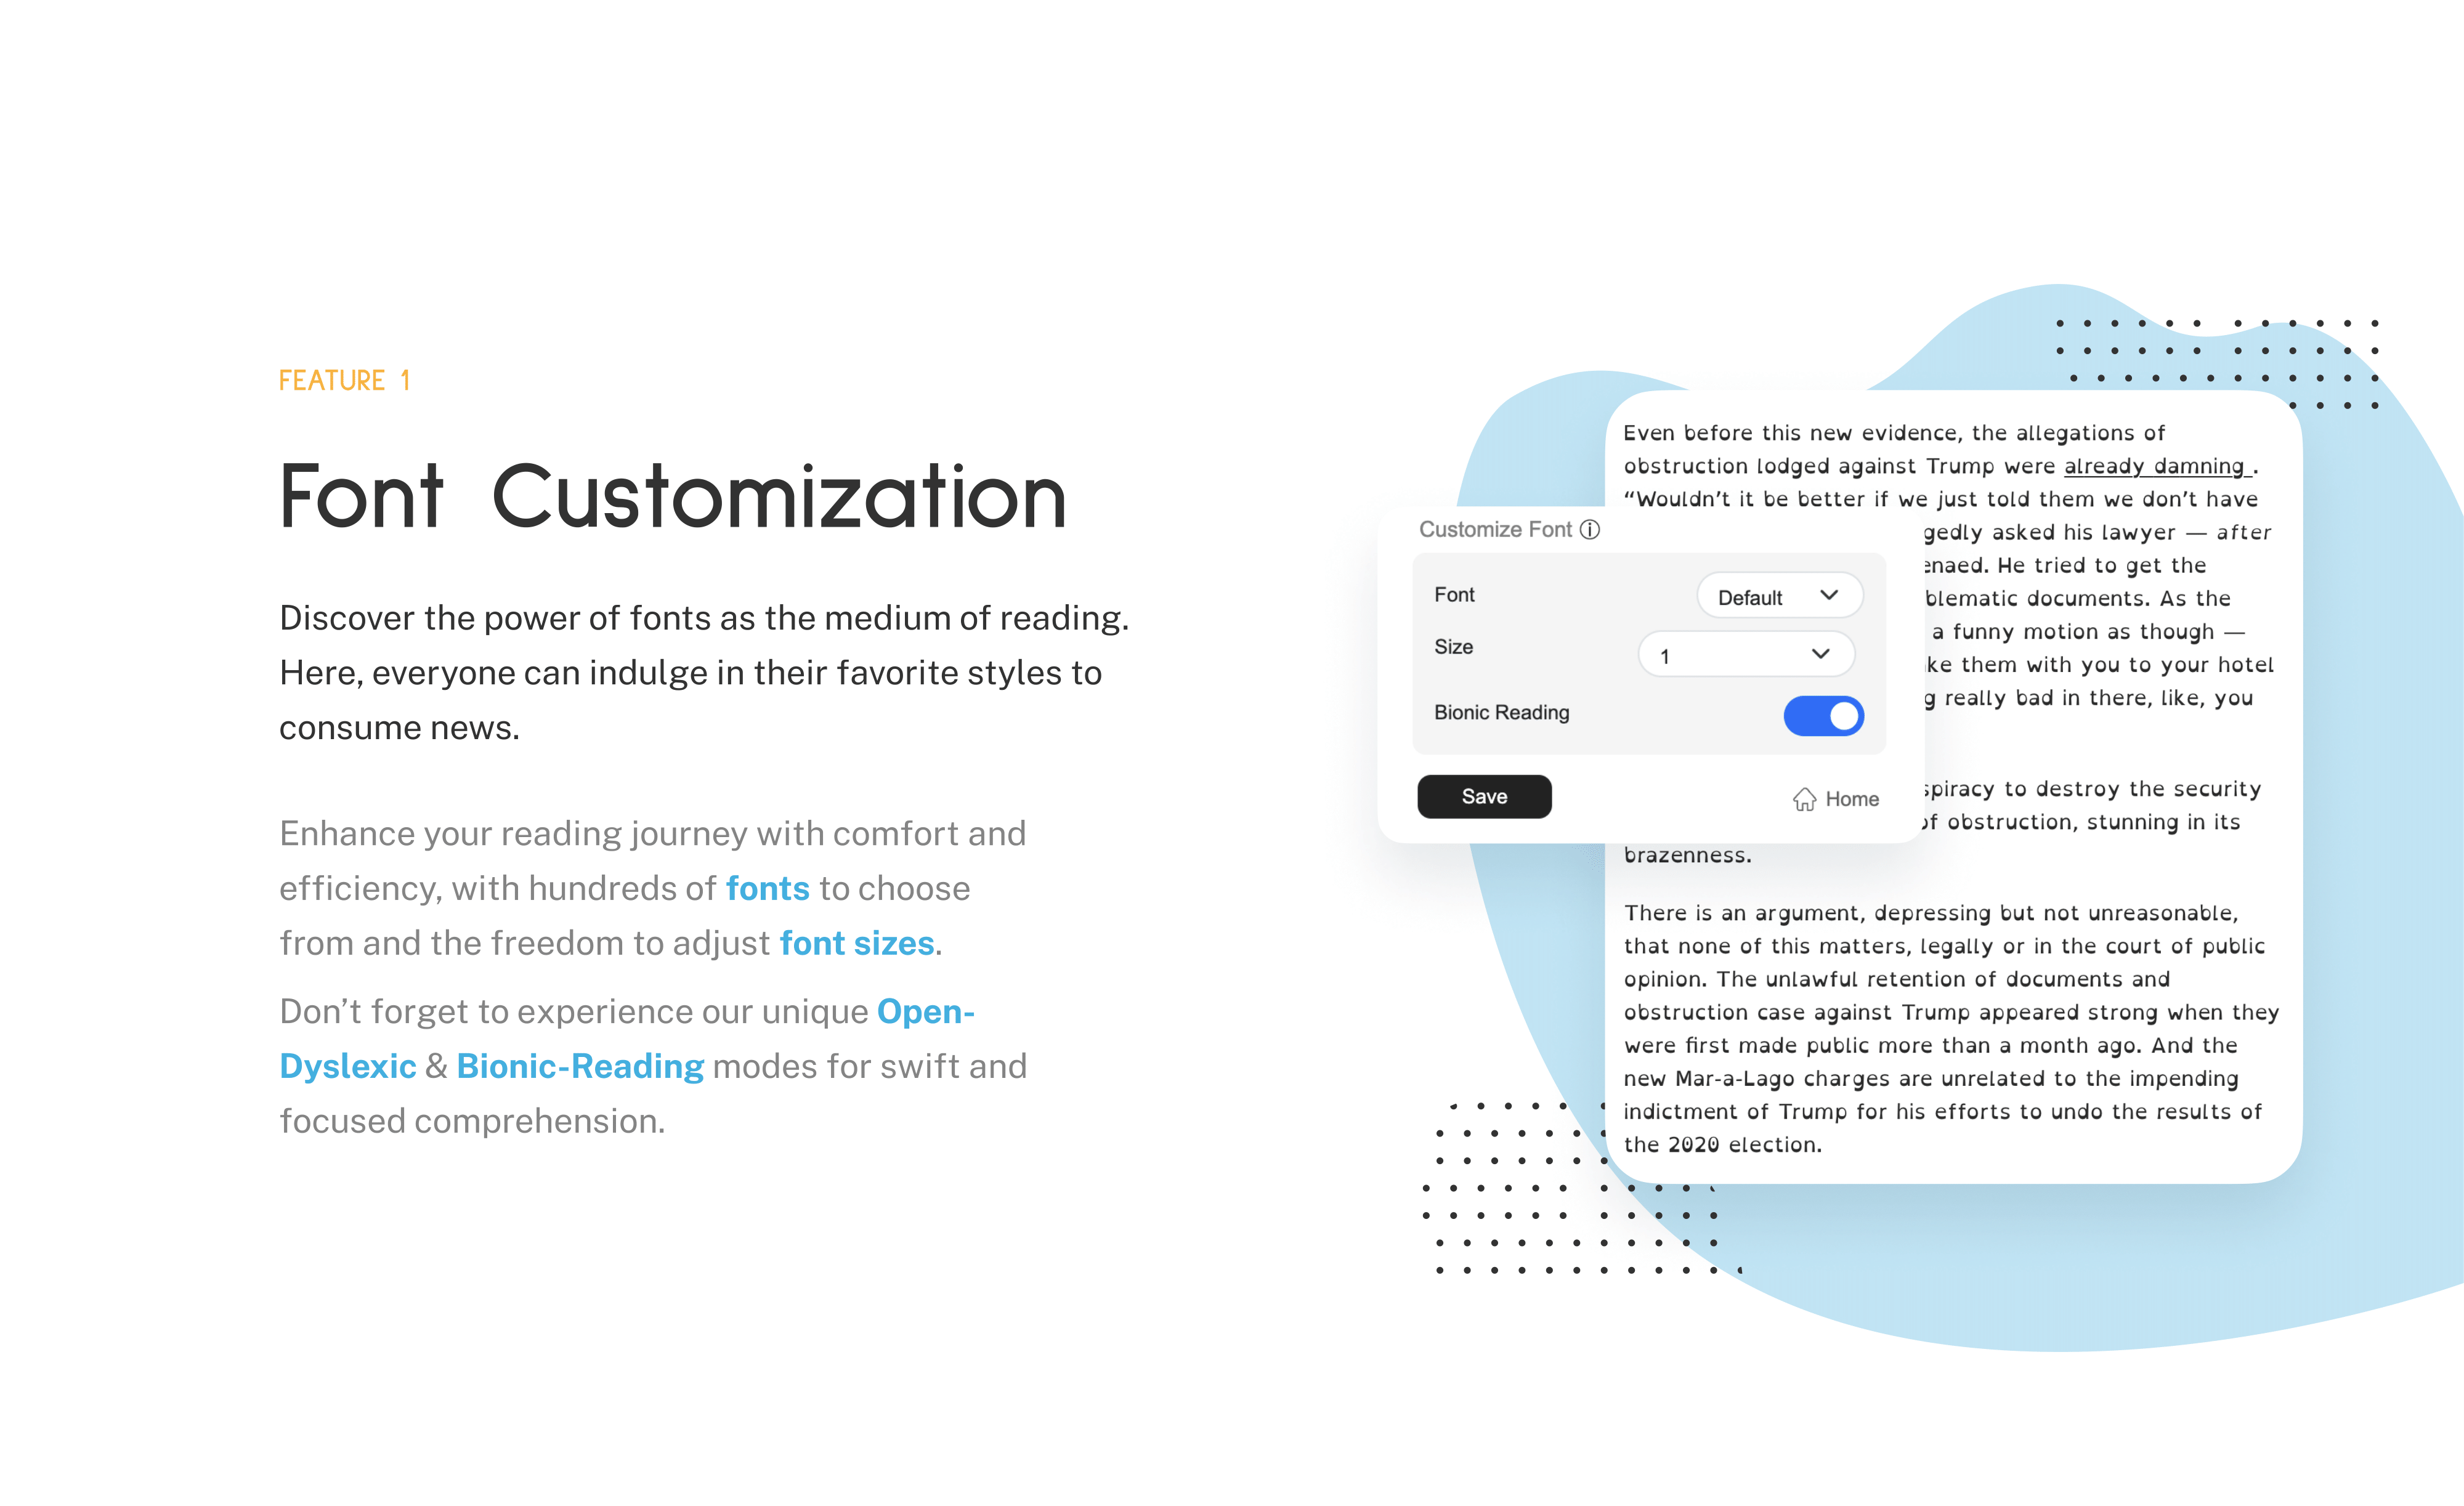 FEATURE 1
Font Customization
Discover the power of fonts as the medium of reading.
Here, everyone can indulge in their favorite styles to
consume news.
Enhance your reading journey with comfort and
efficiency, with hundreds of fonts to choose
from and the freedom to adjust font sizes.
Don’t forget to experience our unique Open-
Dyslexic & Bionic-Reading modes for swift and
focused comprehension.
Even before this new evidence, the allegations of
obstruction lodged against Trump were already damning .
“Wouldn’t it be better if we just told them we don’t have
asked his lawyer — after
He tried to get the
documents. As the
a funny motion as though —
them with you to your hotel
really bad in there, like, you
to destroy the security
obstruction, stunning in its
brazenness.
There is an argument, depressing but not unreasonable,
that none of this matters, legally or in the court of public
opinion. The unlawful retention of documents and
obstruction case against Trump appeared strong when they
were first made public more than a month ago. And the
new Mar-a-Lago charges are unrelated to the impending
indictment of Trump for his efforts to undo the results of
the 2020 election.
Customize Font
Font Default
Size 1
Bionic Reading
Save Home